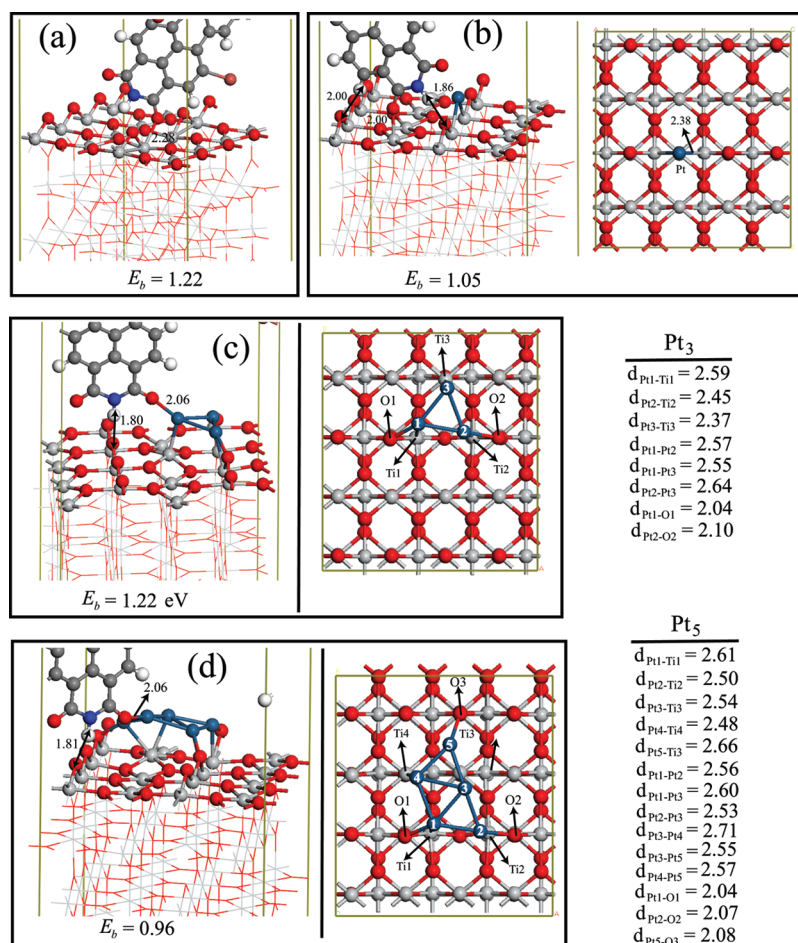 (a)
2.28
E_b = 1.22
(b)
2.00
2.00
1.86
2.38
Pt
E_b = 1.05
(c)
2.06
1.80
E_b = 1.22 eV
Ti3
3
O1
O2
1
2
Ti1
Ti2
Pt3
d_Pt1-Ti1 = 2.59
d_Pt2-Ti2 = 2.45
d_Pt3-Ti3 = 2.37
d_Pt1-Pt2 = 2.57
d_Pt1-Pt3 = 2.55
d_Pt2-Pt3 = 2.64
d_Pt1-O1 = 2.04
d_Pt2-O2 = 2.10
(d)
2.06
1.81
E_b = 0.96
O3
Ti4
Ti3
5
4
3
O1
O2
2
Ti1
Ti2
Pt5
d_Pt1-Ti1 = 2.61
d_Pt2-Ti2 = 2.50
d_Pt3-Ti3 = 2.54
d_Pt4-Ti4 = 2.48
d_Pt5-Ti3 = 2.66
d_Pt1-Pt2 = 2.56
d_Pt1-Pt3 = 2.60
d_Pt2-Pt3 = 2.53
d_Pt3-Pt4 = 2.71
d_Pt3-Pt5 = 2.55
d_Pt4-Pt5 = 2.57
d_Pt1-O1 = 2.04
d_Pt2-O2 = 2.07
d_Pt5-O3 = 2.08